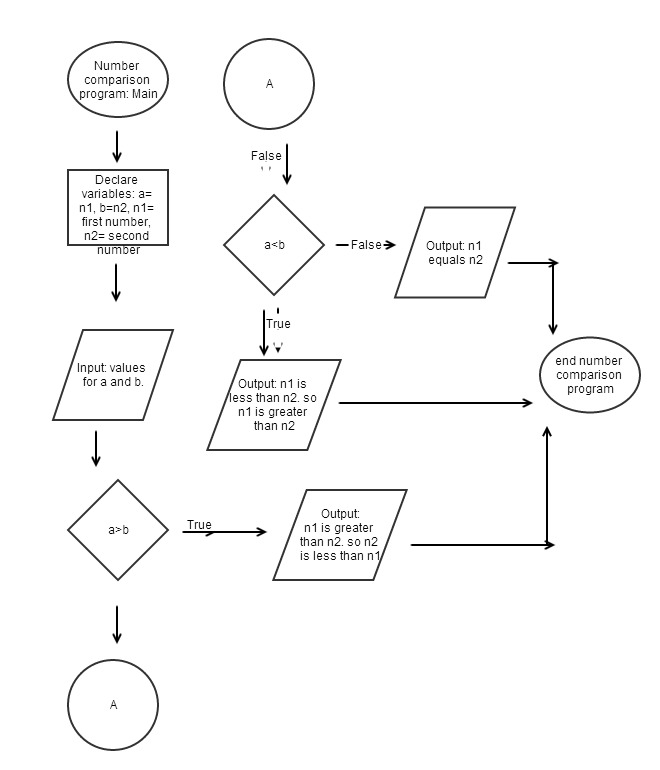 Number
comparison
program: Main
Declare
variables: a=
n1, b=n2, n1=
first number,
n2= second
number
Input: values
for a and b.
a>b
True
Output:
n1 is greater
than n2. so n2
is less than n1
A
A
False
a<b
False
Output: n1
equals n2
True
Output: n1 is
less than n2. so
n1 is greater
than n2
end number
comparison
program